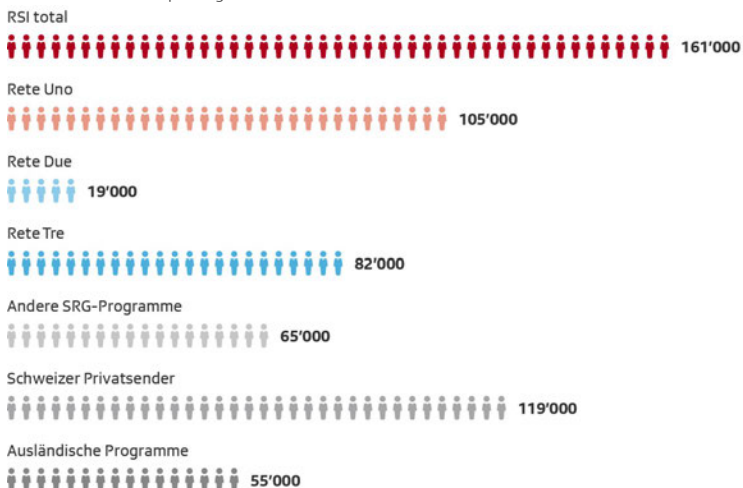 RSI total
161’000
Rete Uno
105’000
Rete Due
19’000
Rete Tre
82’000
Andere SRG-Programme
65’000
Schweizer Privatsender
119’000
Ausländische Programme
55’000